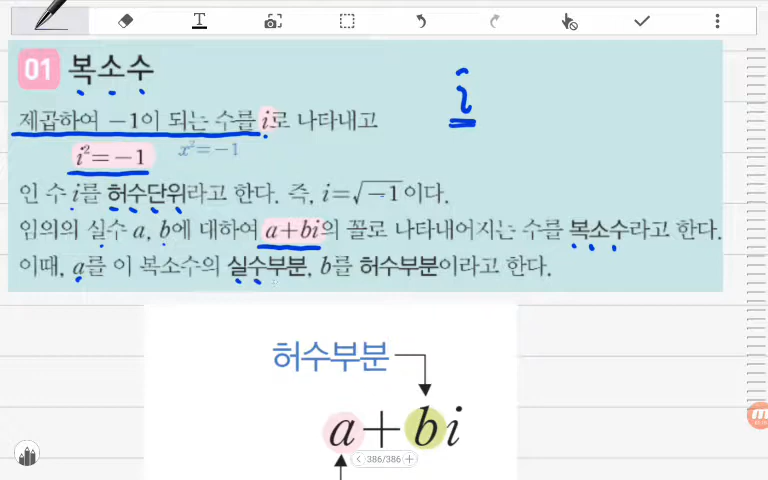 T
01 복소수
i
제곱하여 -1이 되는 수를 i로 나타내고
i²=-1 x²=-1
인 수 i를 허수단위라고 한다. 즉, i=√-1이다.
임의의 실수 a, b에 대하여 a+bi의 꼴로 나타내어지는 수를 복소수라고 한다.
이때, a를 이 복소수의 실수부분, b를 허수부분이라고 한다.
허수부분
a+bi
386/386